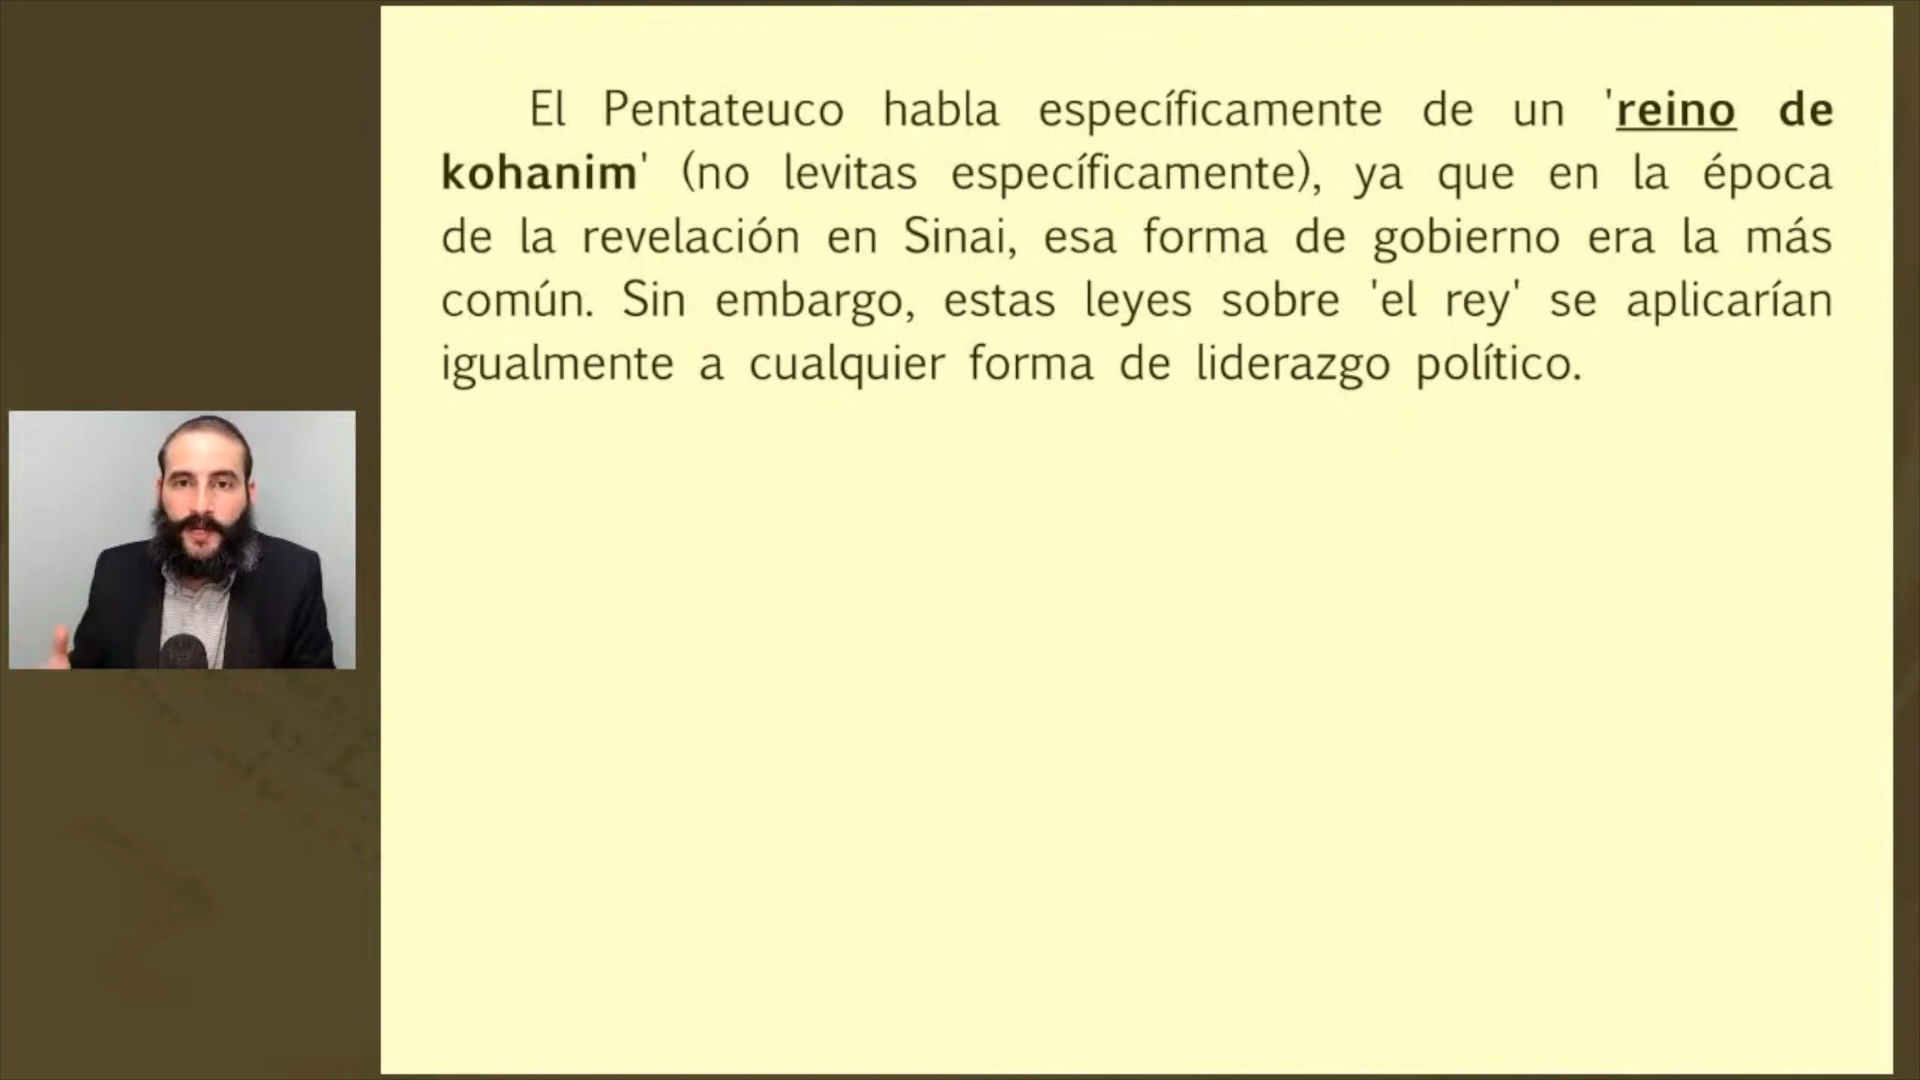 El Pentateuco habla específicamente de un 'reino de
kohanim' (no levitas específicamente), ya que en la época
de la revelación en Sinai, esa forma de gobierno era la más
común. Sin embargo, estas leyes sobre 'el rey' se aplicarían
igualmente a cualquier forma de liderazgo político.